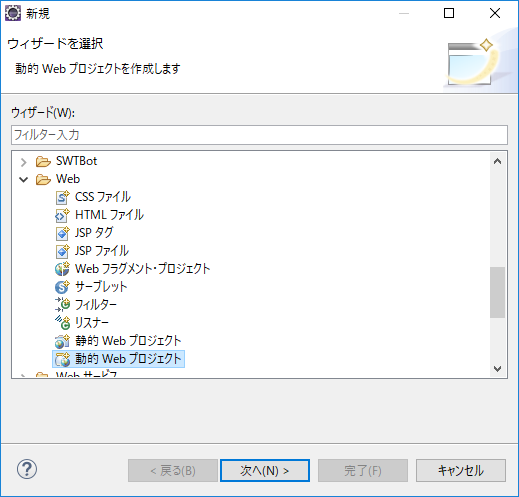 新規
ウィザードを選択
動的 Web プロジェクトを作成します
ウィザード(W):
フィルター入力
SWTBot
Web
CSS ファイル
HTML ファイル
JSP タグ
JSP ファイル
Web フラグメント・プロジェクト
サーブレット
フィルター
リスナー
静的 Web プロジェクト
動的 Web プロジェクト
Web サービス
< 戻る(B) 次へ(N) > 完了(F) キャンセル